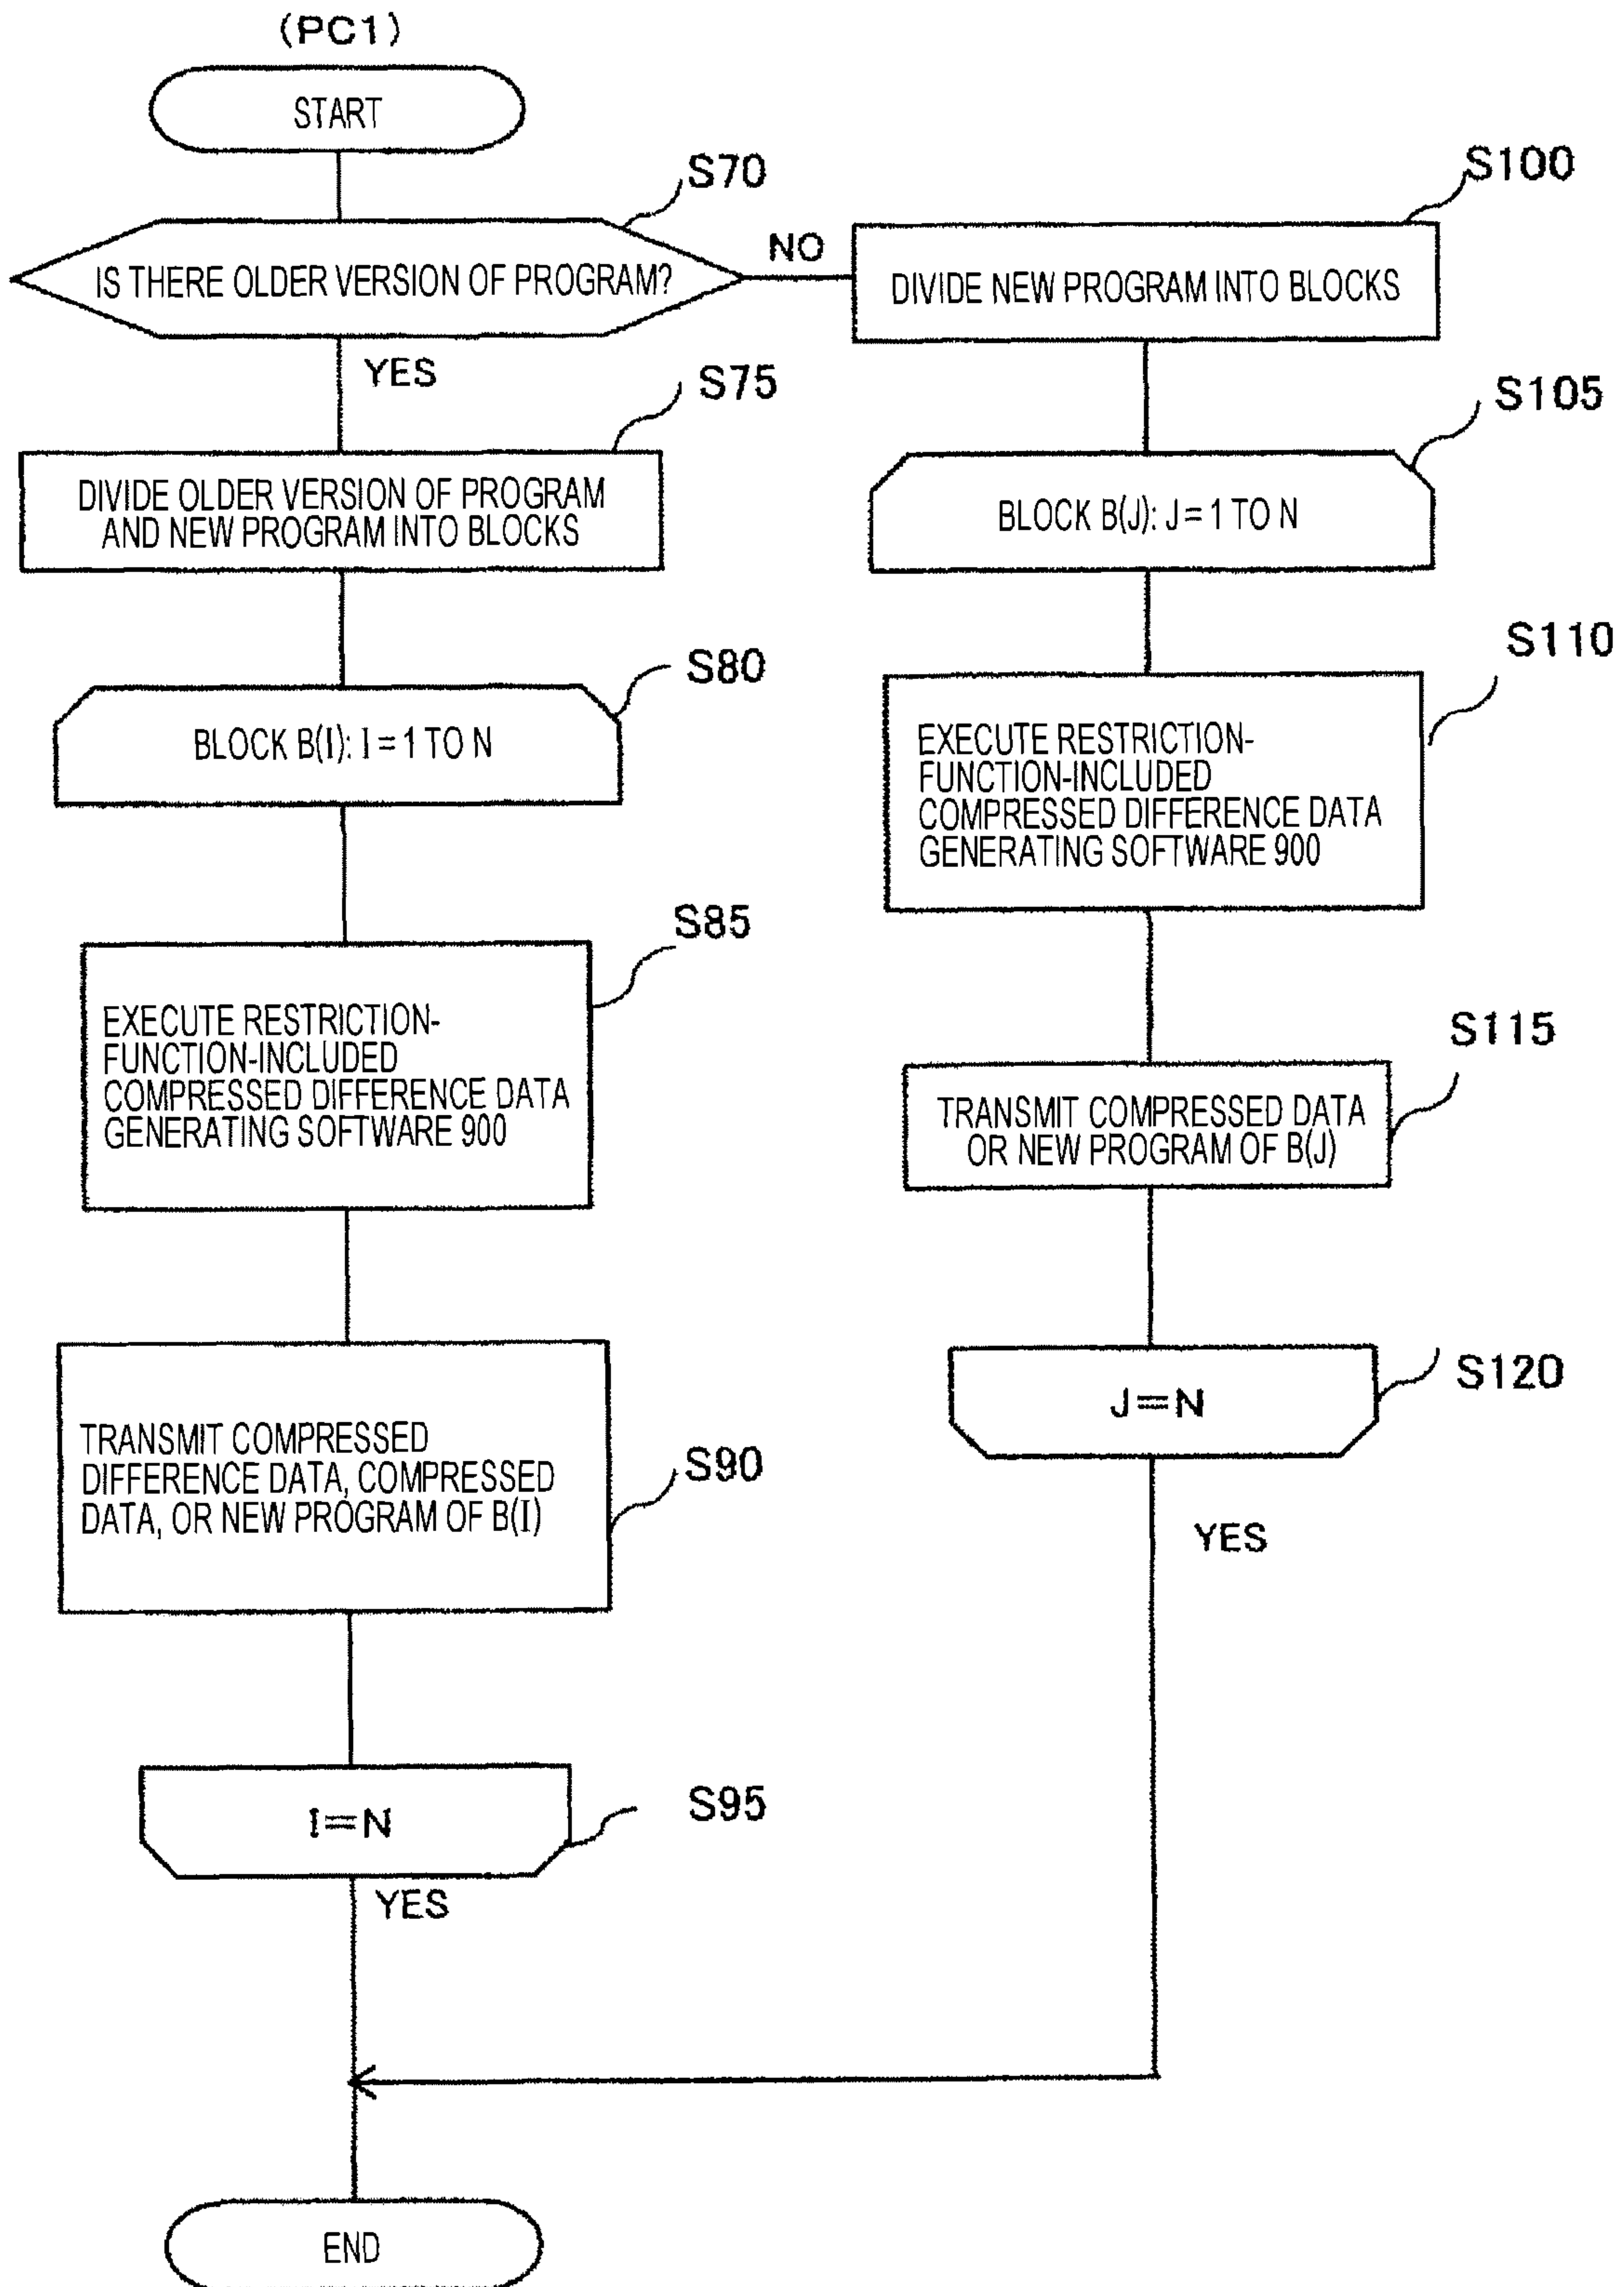 (PC1)
START
S70
IS THERE OLDER VERSION OF PROGRAM?
NO
YES
S75
DIVIDE OLDER VERSION OF PROGRAM
AND NEW PROGRAM INTO BLOCKS
S80
BLOCK B(I): I = 1 TO N
S85
EXECUTE RESTRICTION-
FUNCTION-INCLUDED
COMPRESSED DIFFERENCE DATA
GENERATING SOFTWARE 900
S90
TRANSMIT COMPRESSED
DIFFERENCE DATA, COMPRESSED
DATA, OR NEW PROGRAM OF B(I)
I=N
S95
YES
S100
DIVIDE NEW PROGRAM INTO BLOCKS
S105
BLOCK B(J): J = 1 TO N
S110
EXECUTE RESTRICTION-
FUNCTION-INCLUDED
COMPRESSED DIFFERENCE DATA
GENERATING SOFTWARE 900
S115
TRANSMIT COMPRESSED DATA
OR NEW PROGRAM OF B(J)
J=N
S120
YES
END